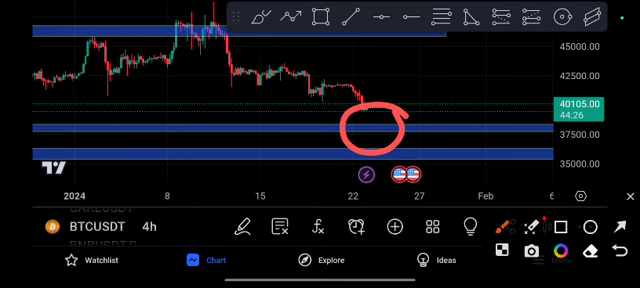 45000.00
42500.00
40105.00
44:26
37500.00
35000.00
2024 8 15 22 27 Feb 6
BTCUSDT 4h
Watchlist Chart Explore Ideas